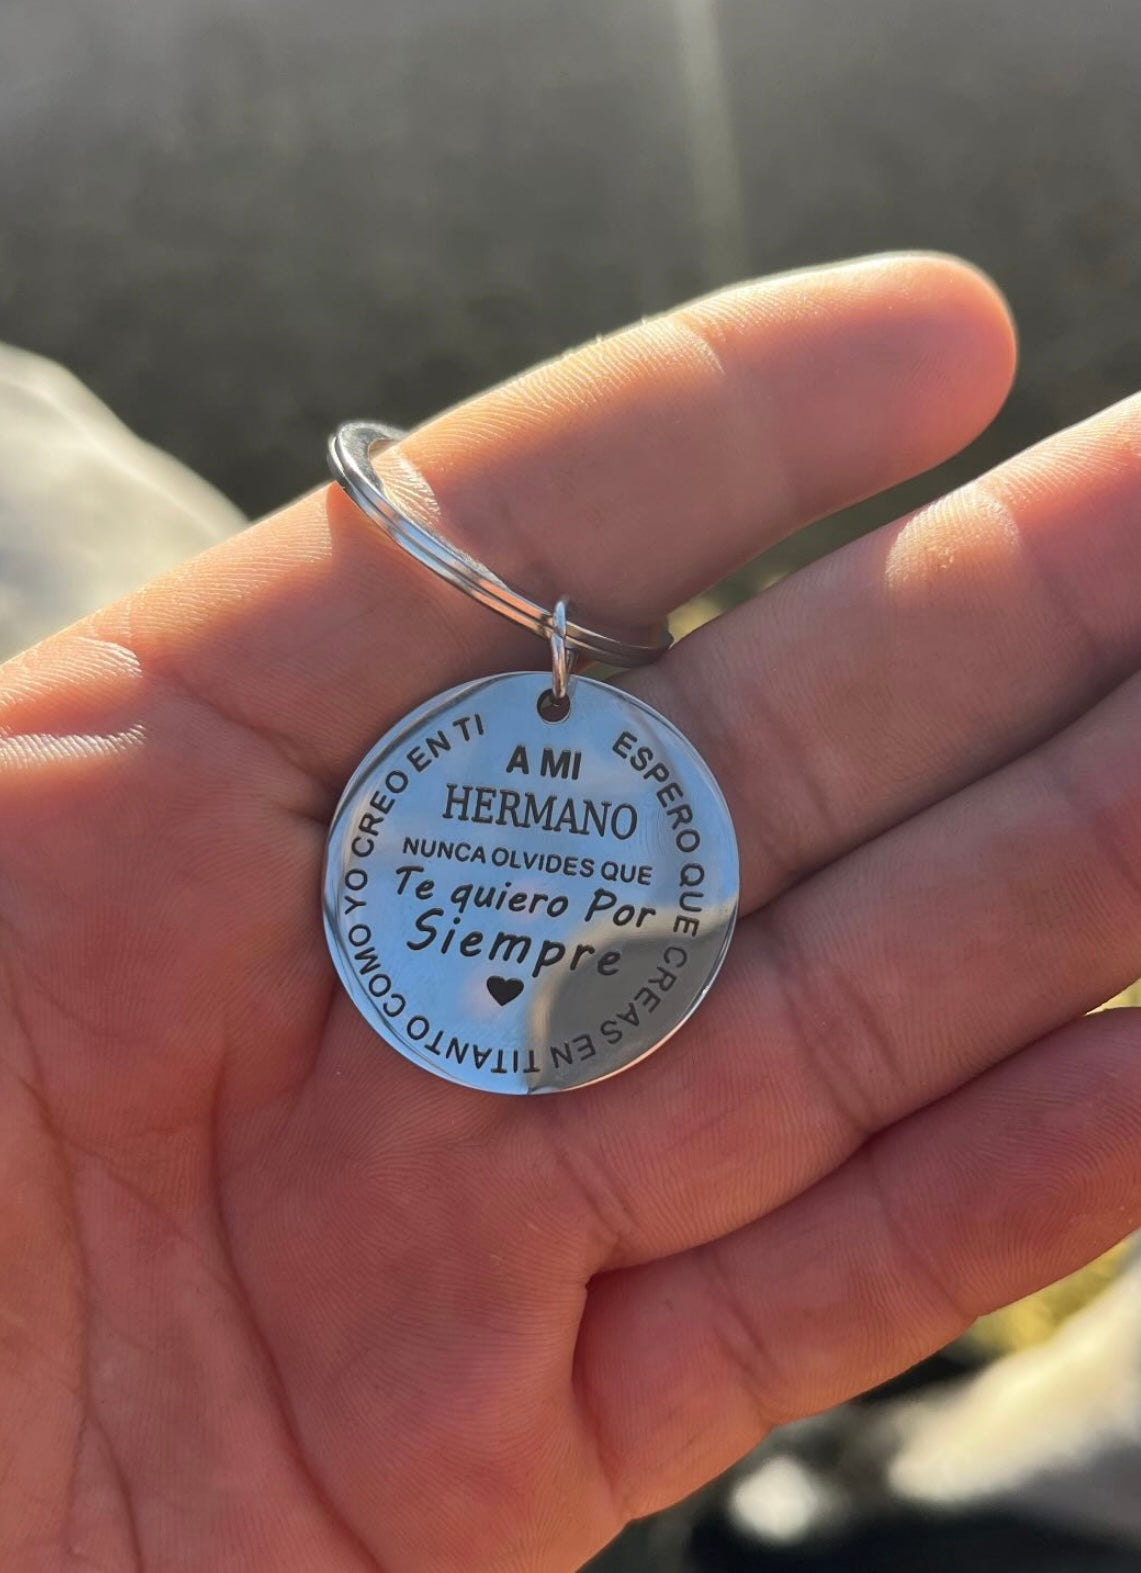 A MI
HERMANO
NUNCA OLVIDES QUE
Te quiero Por
Siempre
ESPERO QUE CREAS EN TI TANTO COMO YO CREO EN TI